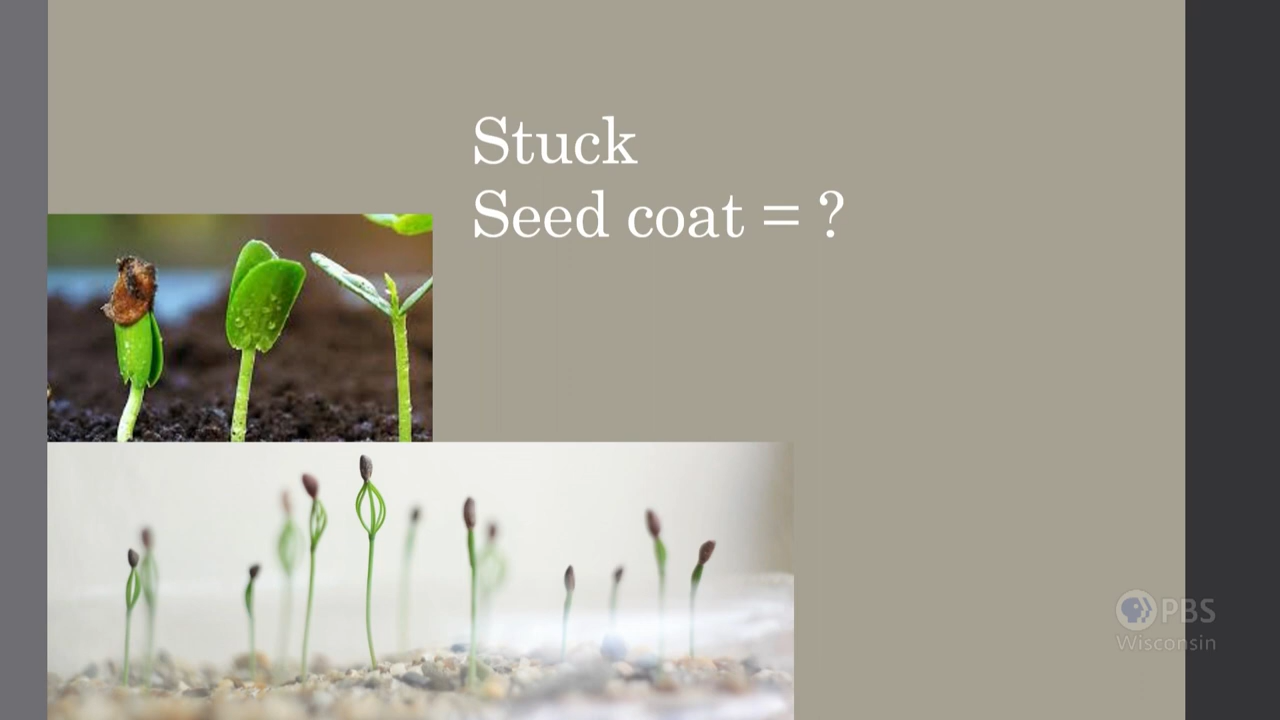 Stuck
Seed coat = ?
PBS
Wisconsin